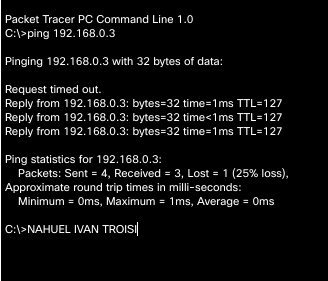 Packet Tracer PC Command Line 1.0
C:\>ping 192.168.0.3
Pinging 192.168.0.3 with 32 bytes of data:
Request timed out.
Reply from 192.168.0.3: bytes=32 time=1ms TTL=127
Reply from 192.168.0.3: bytes=32 time<1ms TTL=127
Reply from 192.168.0.3: bytes=32 time=1ms TTL=127
Ping statistics for 192.168.0.3:
Packets: Sent = 4, Received = 3, Lost = 1 (25% loss),
Approximate round trip times in milli-seconds:
Minimum = 0ms, Maximum = 1ms, Average = 0ms
C:\>NAHUEL IVAN TROISI